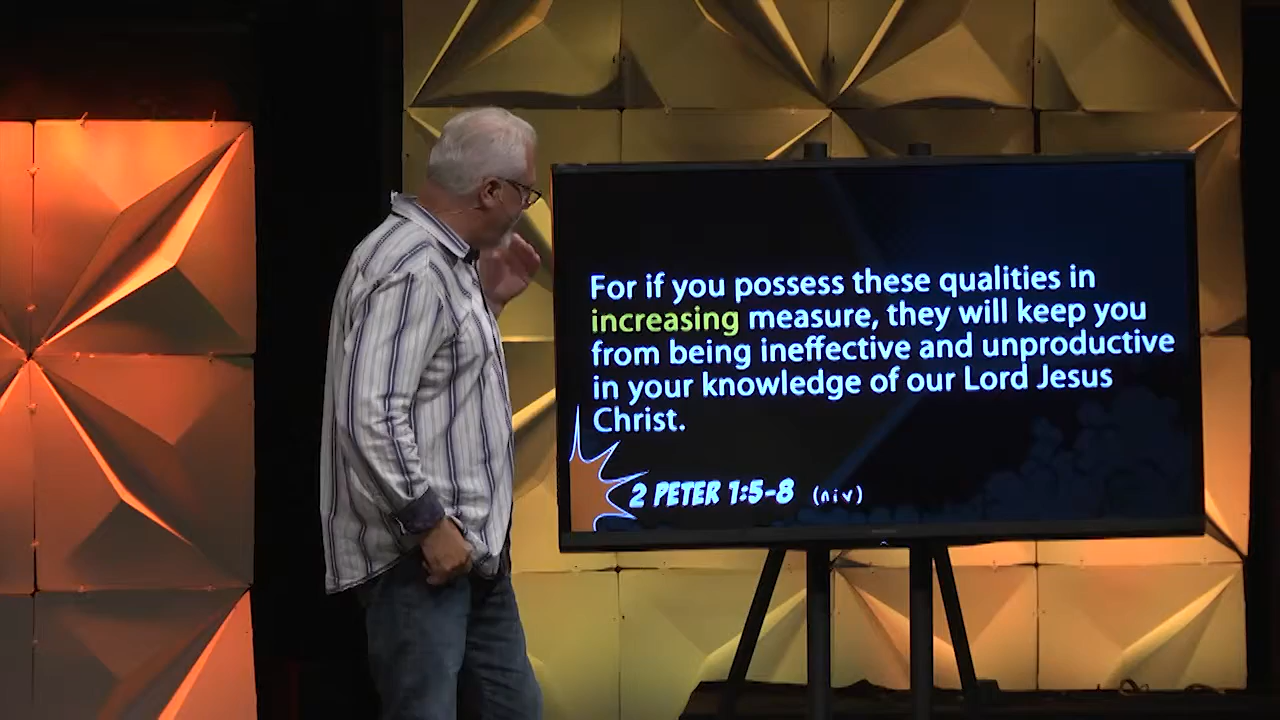 For if you possess these qualities in
increasing measure, they will keep you
from being ineffective and unproductive
in your knowledge of our Lord Jesus
Christ.
2 PETER 1:5-8 (niv)